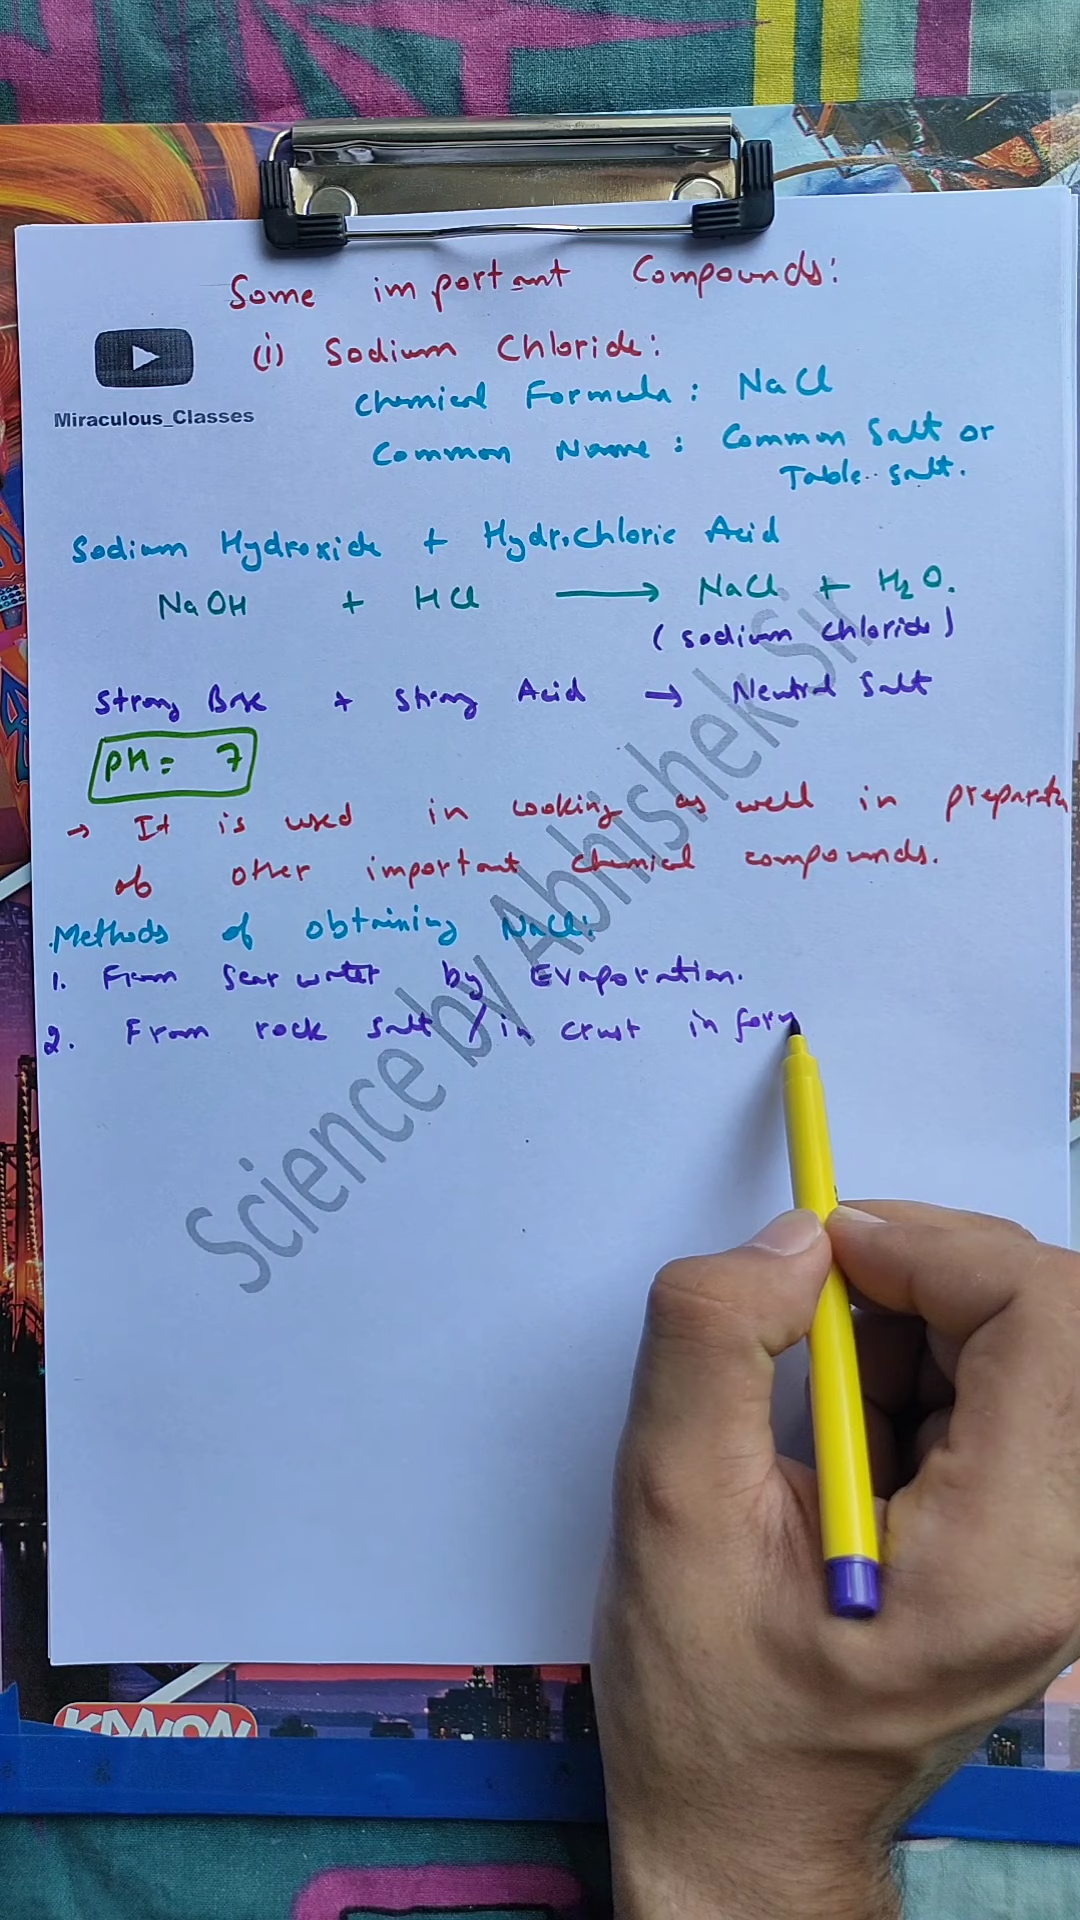 Some important Compounds:
(i) Sodium Chloride:
Miraculous_Classes
Chemical Formula: NaCl
Common Name: Common Salt or
Table Salt.
Sodium Hydroxide + Hydrochloric Acid
NaOH + HCl → NaCl + H₂O.
(Sodium chloride)
Strong Base + Strong Acid → Neutral Salt
pH = 7
→ It is used in cooking as well in preparation
of other important chemical compounds.
Methods of obtaining NaCl:
1. From Sear water by Evaporation.
2. From rock salt / in crust in form
Science by Abhishek Sir